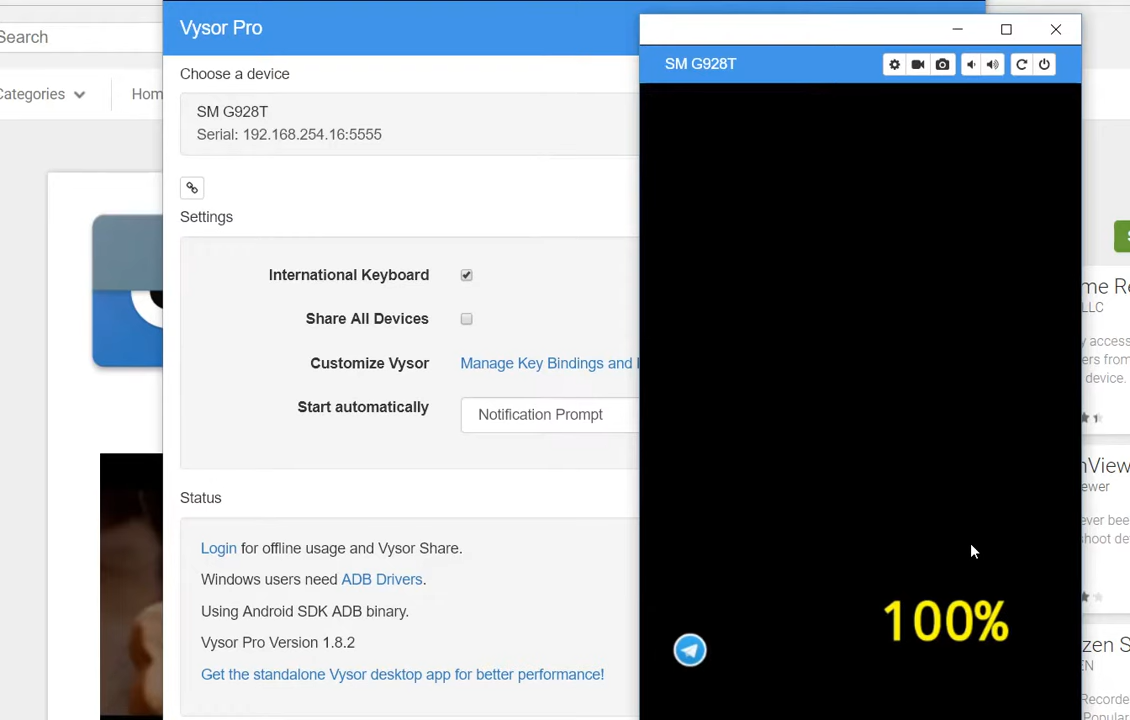 Search
Categories
Hom
Vysor Pro
Choose a device
SM G928T
Serial: 192.168.254.16:5555
Settings
International Keyboard
Share All Devices
Customize Vysor
Manage Key Bindings and
Start automatically
Notification Prompt
Status
Login for offline usage and Vysor Share.
Windows users need ADB Drivers.
Using Android SDK ADB binary.
Vysor Pro Version 1.8.2
Get the standalone Vysor desktop app for better performance!
SM G928T
100%
me R
LLC
y access
ers from
device.
nView
ewer
ever bee
shoot de
zen S
EN
Recorde
Popular